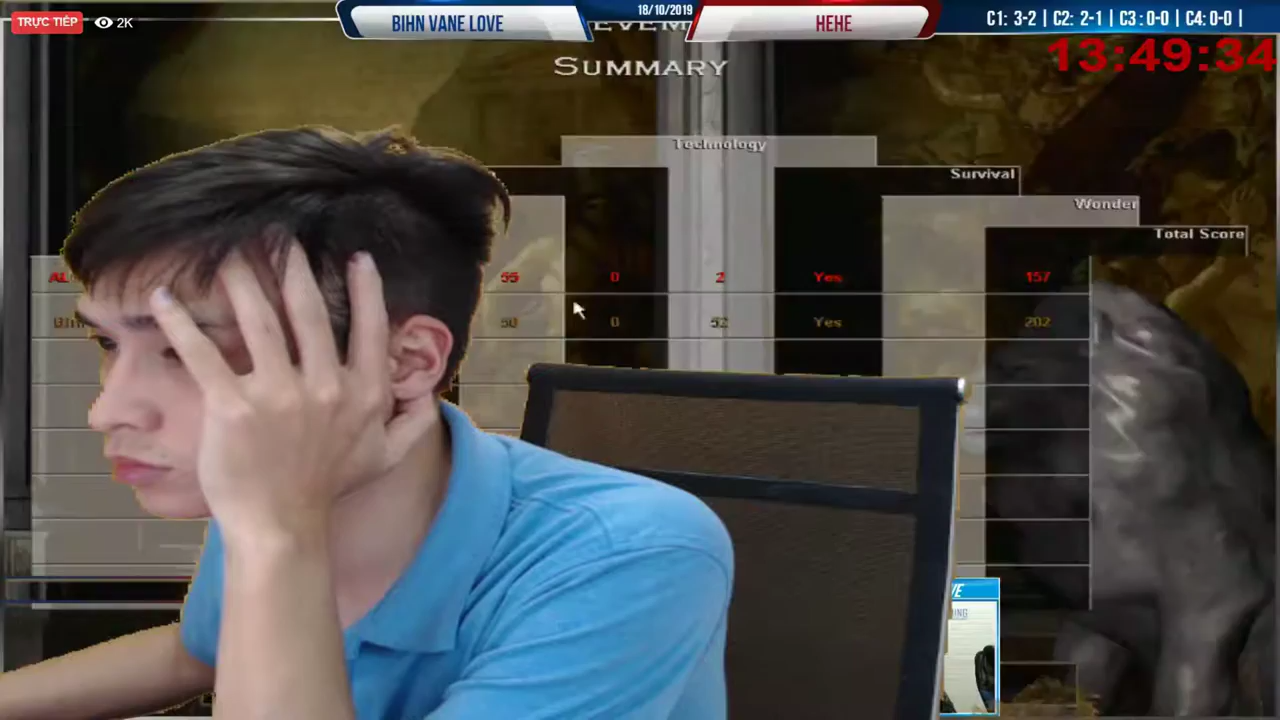 TRỰC TIẾP
2K
BIHN VANE LOVE
18/10/2019
HEHE
C1: 3-2 | C2: 2-1 | C3 : 0-0 | C4: 0-0 |
13:49:34
SUMMARY
Technology
Survival
Wonder
Total Score
55 0 2 Yes 157
50 0 52 Yes 202